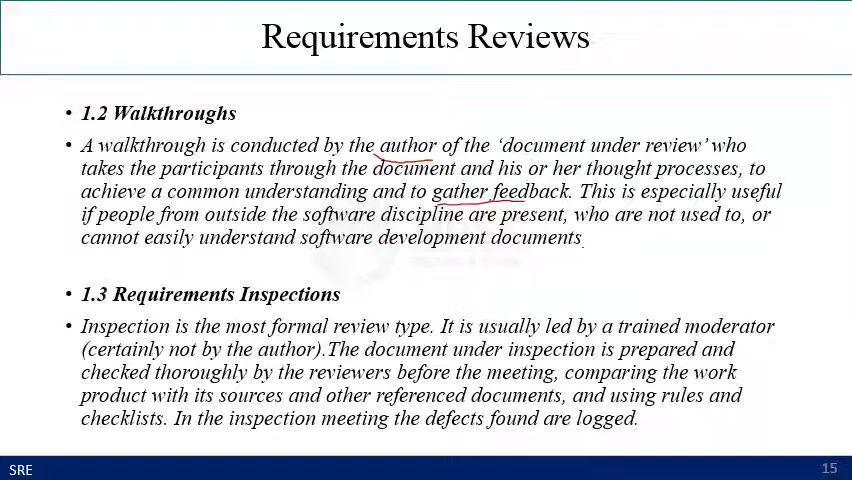 Requirements Reviews
• 1.2 Walkthroughs
• A walkthrough is conducted by the author of the ‘document under review’ who
takes the participants through the document and his or her thought processes, to
achieve a common understanding and to gather feedback. This is especially useful
if people from outside the software discipline are present, who are not used to, or
cannot easily understand software development documents.
• 1.3 Requirements Inspections
• Inspection is the most formal review type. It is usually led by a trained moderator
(certainly not by the author).The document under inspection is prepared and
checked thoroughly by the reviewers before the meeting, comparing the work
product with its sources and other referenced documents, and using rules and
checklists. In the inspection meeting the defects found are logged.
SRE
15